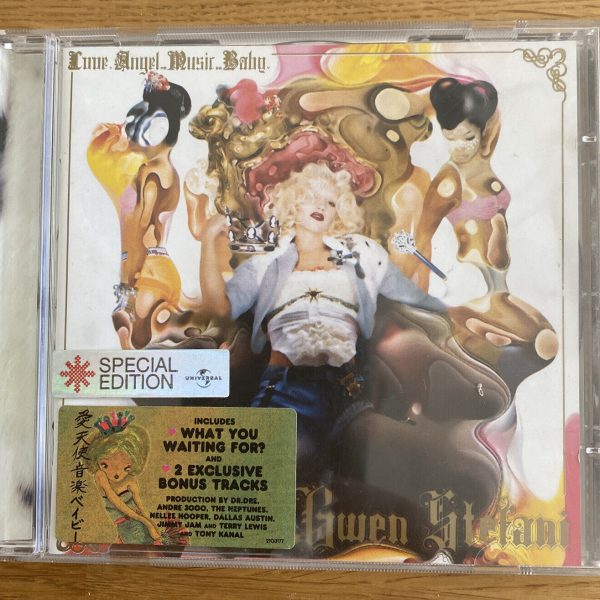 Love. Angel. Music. Baby.
SPECIAL
EDITION
UNIVERSAL
愛天使音楽ベイビー
INCLUDES
WHAT YOU
WAITING FOR?
AND
2 EXCLUSIVE
BONUS TRACKS
PRODUCTION BY DR.DRE,
ANDRE 3000, THE NEPTUNES,
NELLEE HOOPER, DALLAS AUSTIN,
JIMMY JAM AND TERRY LEWIS
AND TONY KANAL
2103177
Gwen Stefani